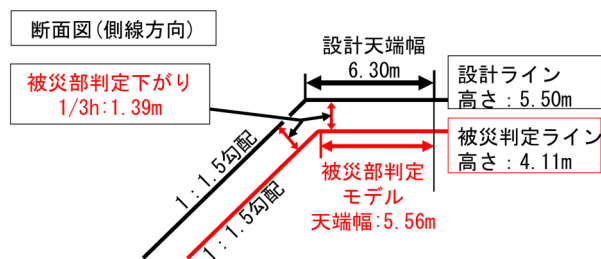 断面図(側線方向)
設計天端幅
6.30m
被災部判定下がり
1/3h:1.39m
設計ライン
高さ:5.50m
被災判定ライン
高さ:4.11m
1:1.5勾配
1:1.5勾配
被災部判定
モデル
天端幅:5.56m